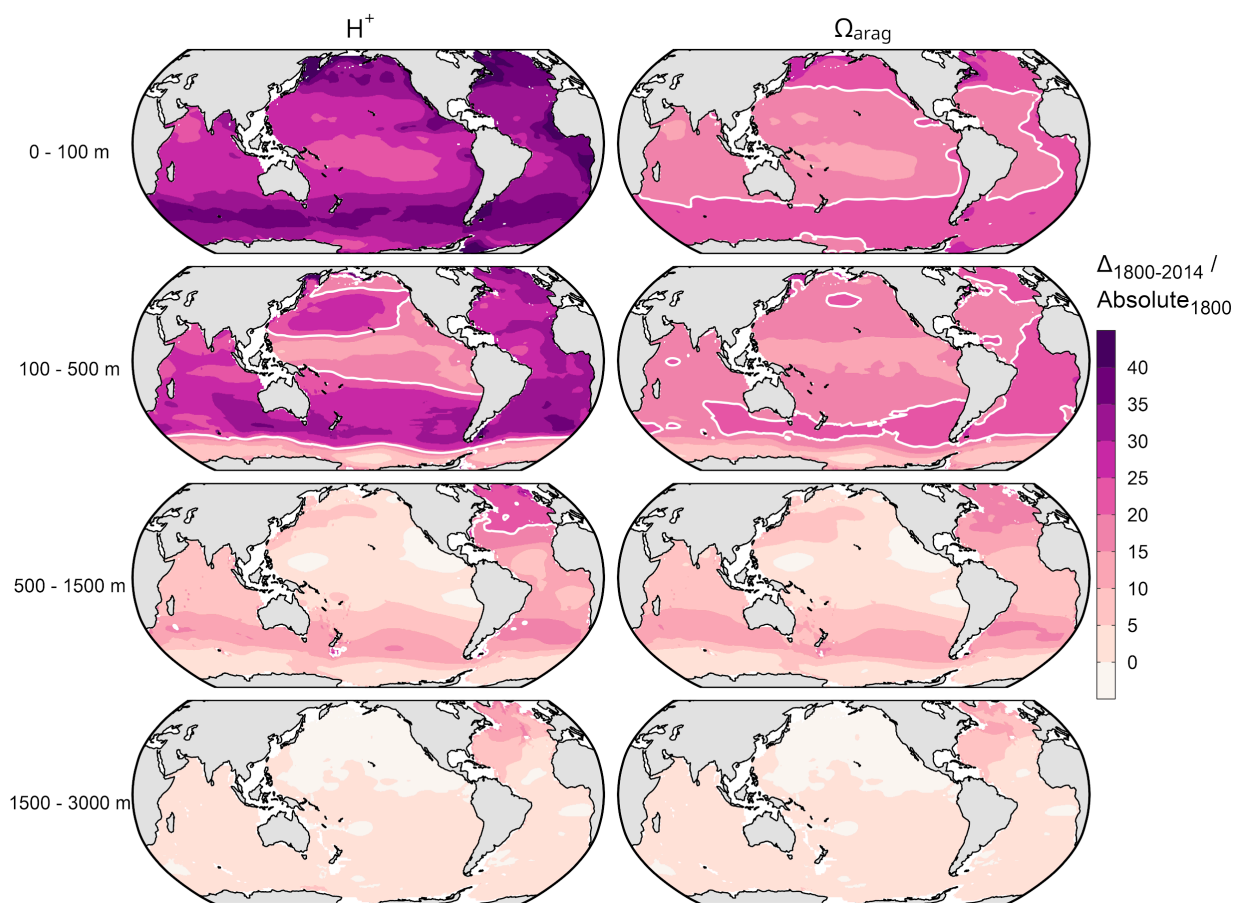 H⁺ Ω_arag
0 - 100 m
100 - 500 m
500 - 1500 m
1500 - 3000 m
Δ₁₈₀₀₋₂₀₁₄ /
Absolute₁₈₀₀
40
35
30
25
20
15
10
5
0